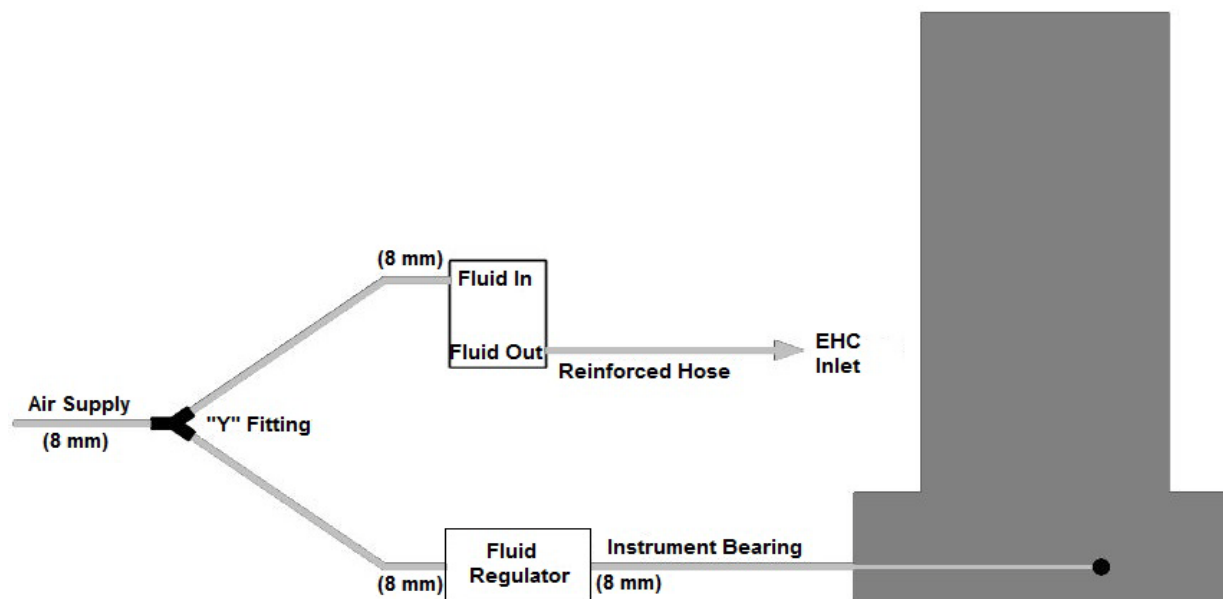 (8 mm)
Fluid In
Fluid Out
EHC
Inlet
Reinforced Hose
Air Supply
(8 mm)
"Y" Fitting
Fluid
Regulator
(8 mm)
Instrument Bearing
(8 mm)